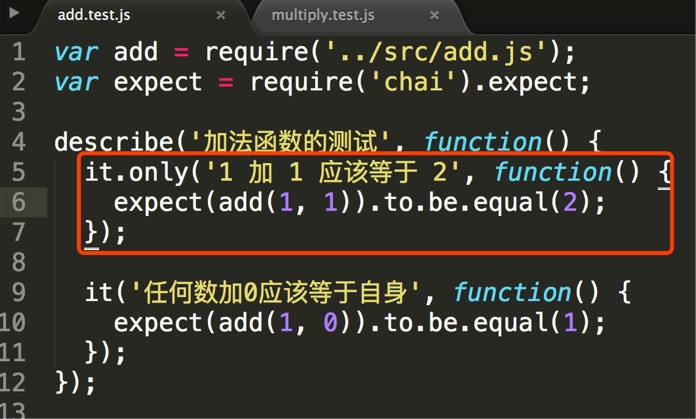 add.test.js × multiply.test.js ×
1 var add = require('../src/add.js');
2 var expect = require('chai').expect;
3
4 describe('加法函数的测试', function() {
5 it.only('1 加 1 应该等于 2', function() {
6 expect(add(1, 1)).to.be.equal(2);
7 });
8
9 it('任何数加0应该等于自身', function() {
10 expect(add(1, 0)).to.be.equal(1);
11 });
12 });
13